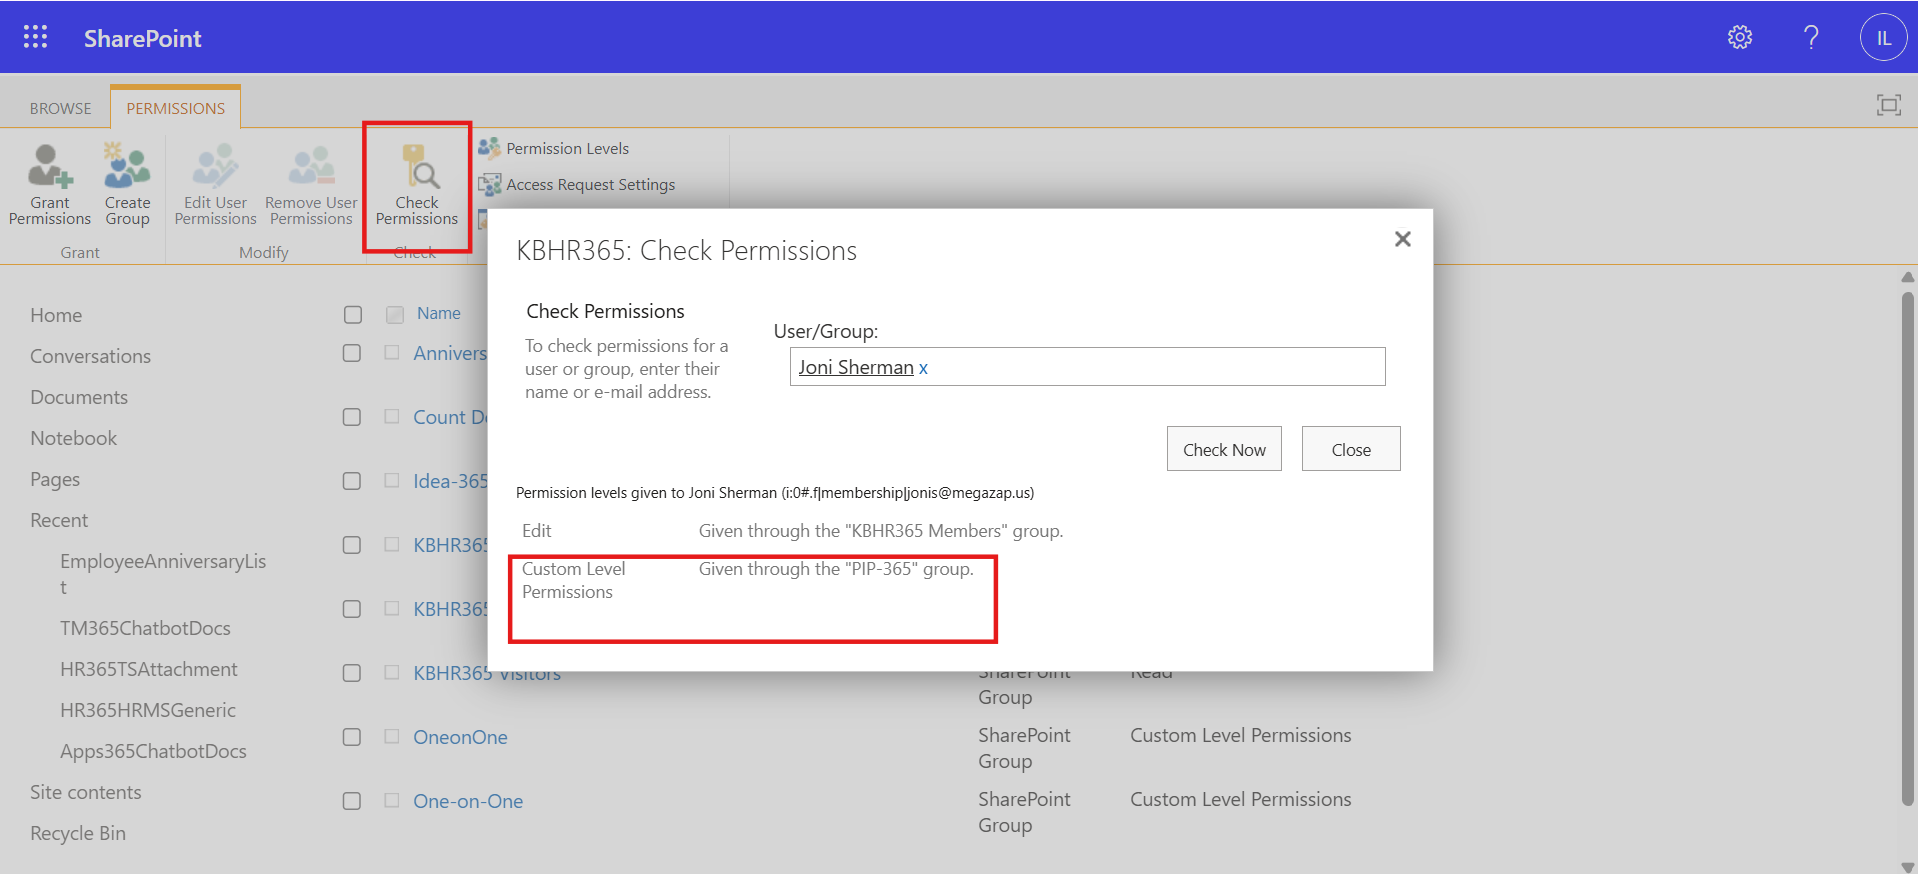 SharePoint
?
IL
BROWSE
PERMISSIONS
Grant
Permissions
Create
Group
Edit User
Permissions
Remove User
Permissions
Check
Permissions
Permission Levels
Access Request Settings
Grant
Modify
Check
KBHR365: Check Permissions
Check Permissions
To check permissions for a
user or group, enter their
name or e-mail address.
User/Group:
Joni Sherman x
Check Now
Close
Permission levels given to Joni Sherman (i:0#.f|membership|jonis@megazap.us)
Edit
Given through the "KBHR365 Members" group.
Custom Level
Permissions
Given through the "PIP-365" group.
Home
Conversations
Documents
Notebook
Pages
Recent
EmployeeAnniversaryLis
t
TM365ChatbotDocs
HR365TSAttachment
HR365HRMSGeneric
Apps365ChatbotDocs
Site contents
Recycle Bin
Name
Annivers
Count D
Idea-365
KBHR365
KBHR365
KBHR365 Visitors
SharePoint
Group
Read
OneonOne
SharePoint
Group
Custom Level Permissions
One-on-One
SharePoint
Group
Custom Level Permissions